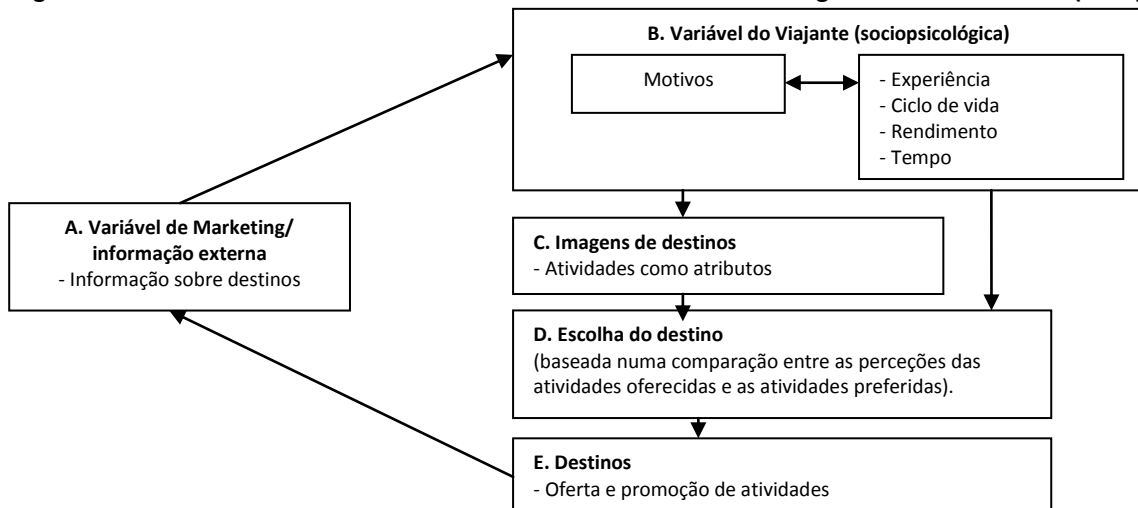 B. Variável do Viajante (sociopsicológica)
Motivos
- Experiência
- Ciclo de vida
- Rendimento
- Tempo
A. Variável de Marketing/
informação externa
- Informação sobre destinos
C. Imagens de destinos
- Atividades como atributos
D. Escolha do destino
(baseada numa comparação entre as perceções das
atividades oferecidas e as atividades preferidas).
E. Destinos
- Oferta e promoção de atividades